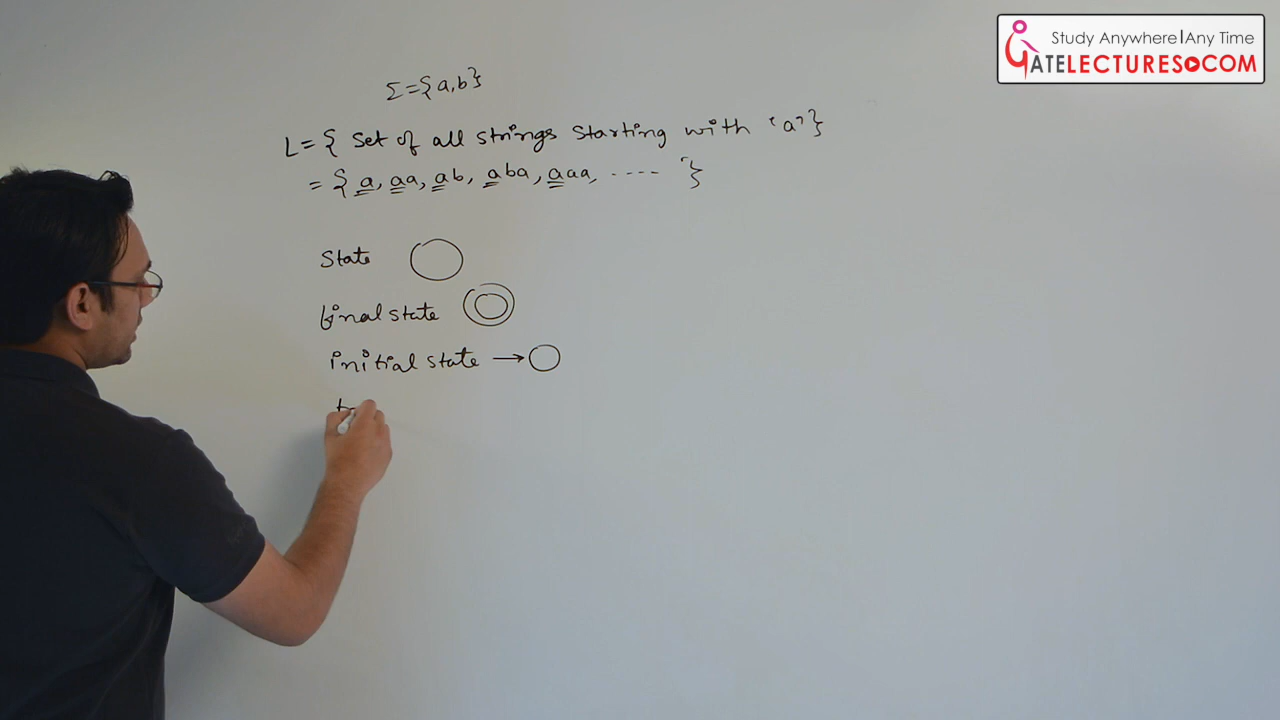 Study Anywhere|Any Time
GATELECTURES.COM
Σ={a,b}
L={ Set of all strings starting with 'a'}
= { a, aa, ab, aba, aaa, ---- }
State
final state
initial state →